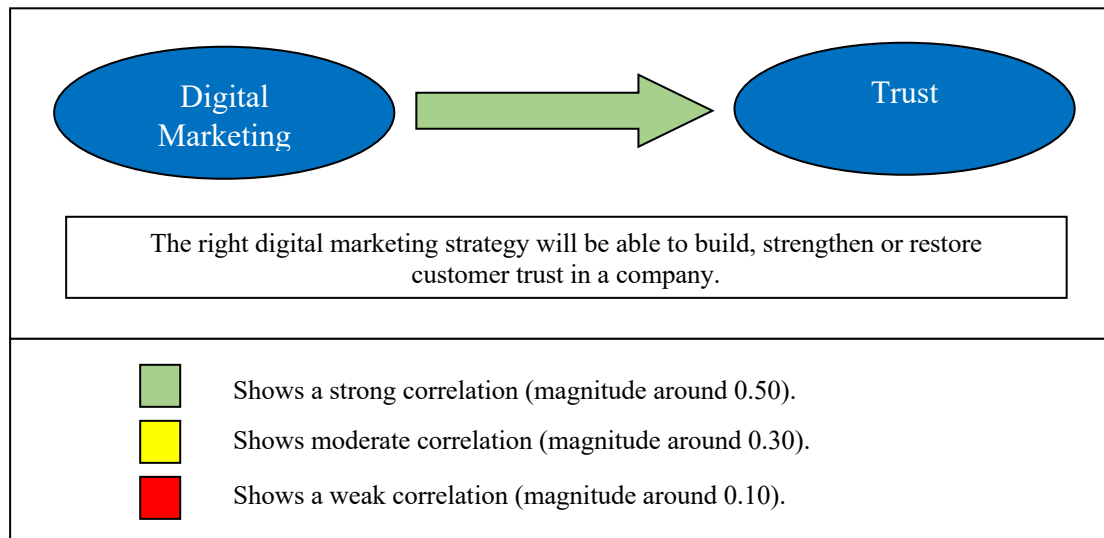 Digital
Marketing
Trust
The right digital marketing strategy will be able to build, strengthen or restore
customer trust in a company.
Shows a strong correlation (magnitude around 0.50).
Shows moderate correlation (magnitude around 0.30).
Shows a weak correlation (magnitude around 0.10).